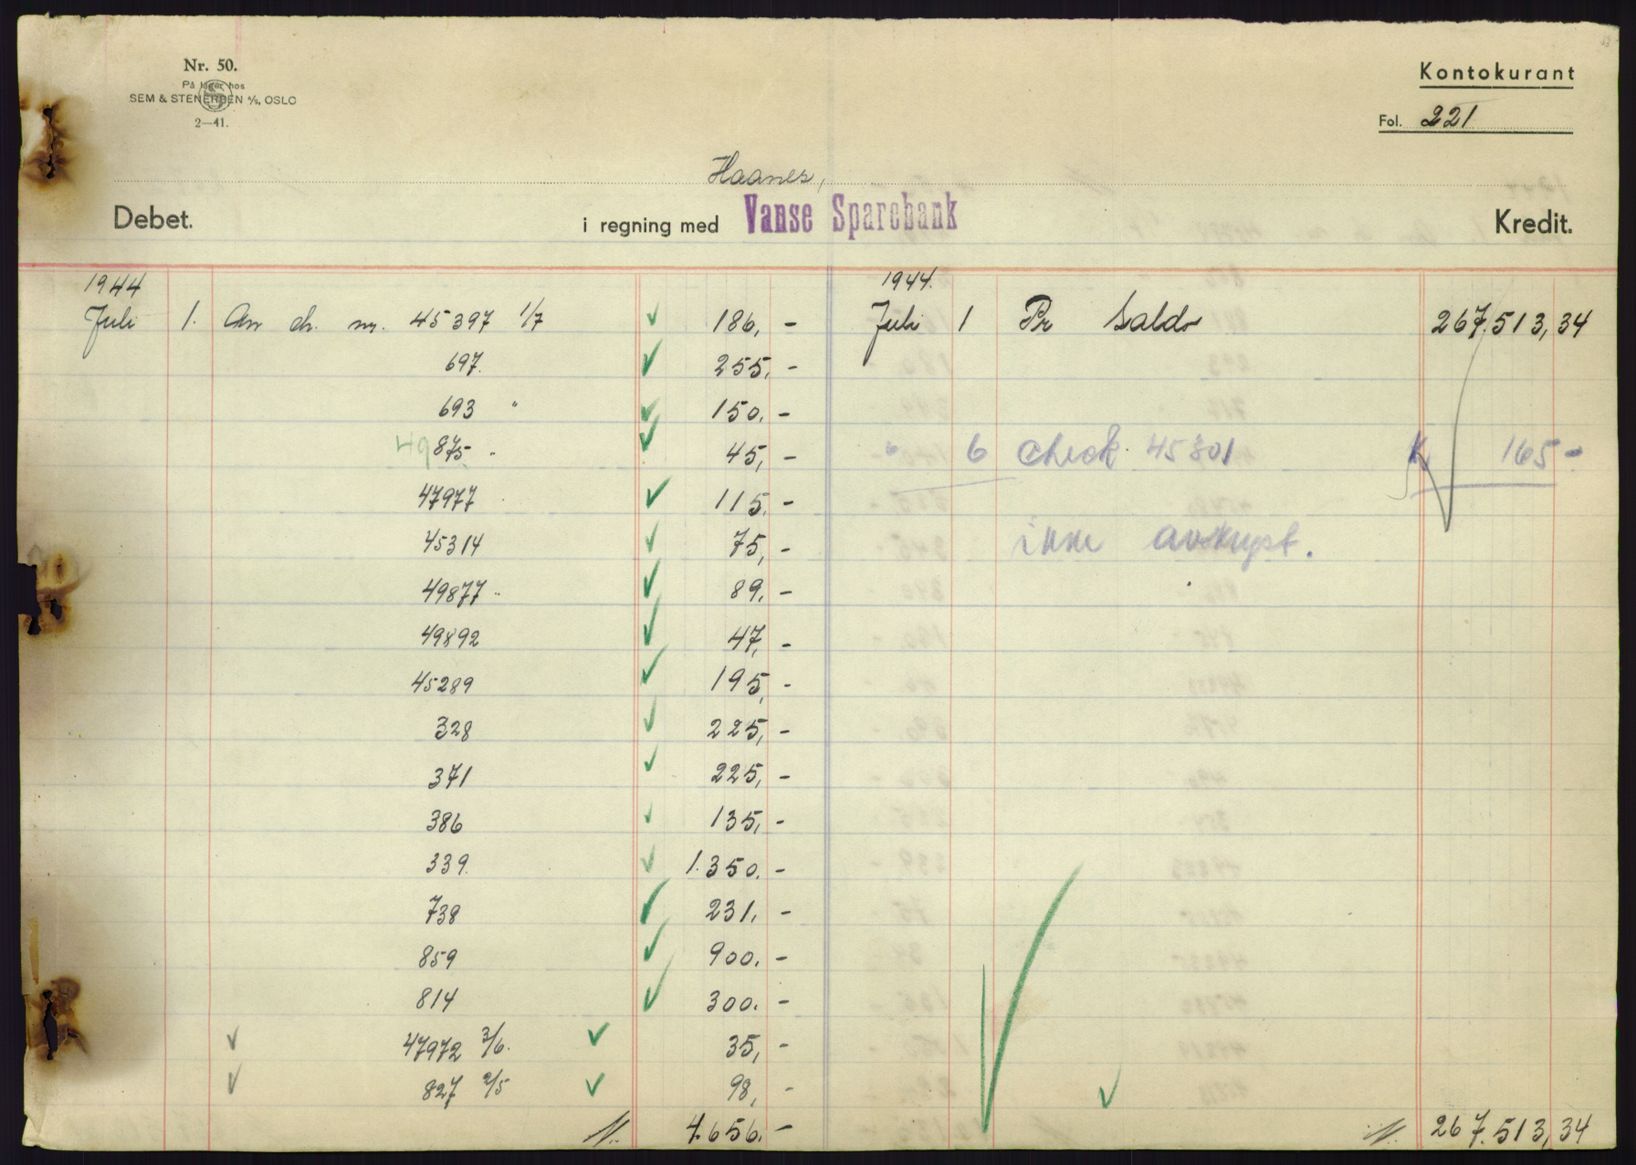 Nr. 50.
På lager hos
SEM & STENERSEN A/S, OSLO
2—41.
Kontokurant
Fol. 221
Haanes,
Debet. i regning med Vanse Sparebank Kredit.
1944 1944.
Juli 1. An ch. nr. 45397 1/7 186,- Juli 1 Pr Saldo 267.513,34
697. 255,-
693 " 150.-
49875 " 45,- " 6 check 45301 165-
47977 115.-
45314 75,- ikke avskrept.
49877 " 89,-
49892 47,-
45289 195,-
328 225,-
371 225,-
386 135,-
339. 1.350.-
738 231,-
859 900.-
814 300.-
47972 3/6. 35,-
827 2/5 98,-
4.656.- 267.513,34